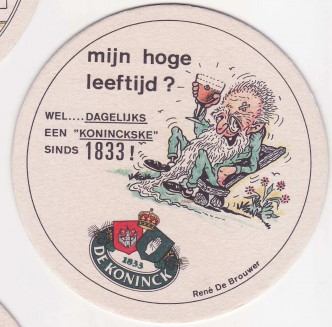 mijn hoge
leeftijd?
WEL....DAGELIJKS
EEN "KONINCKSKE"
SINDS 1833!
1833
DE KONINCK
René De Brouwer